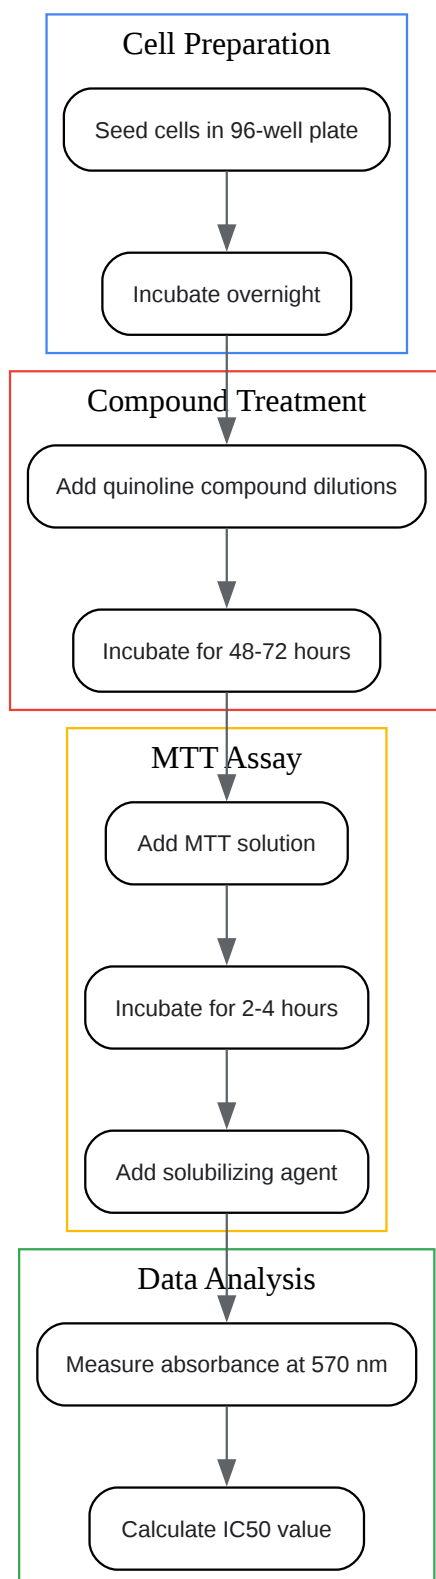 Cell Preparation
Seed cells in 96-well plate
Incubate overnight
Compound Treatment
Add quinoline compound dilutions
Incubate for 48-72 hours
MTT Assay
Add MTT solution
Incubate for 2-4 hours
Add solubilizing agent
Data Analysis
Measure absorbance at 570 nm
Calculate IC50 value